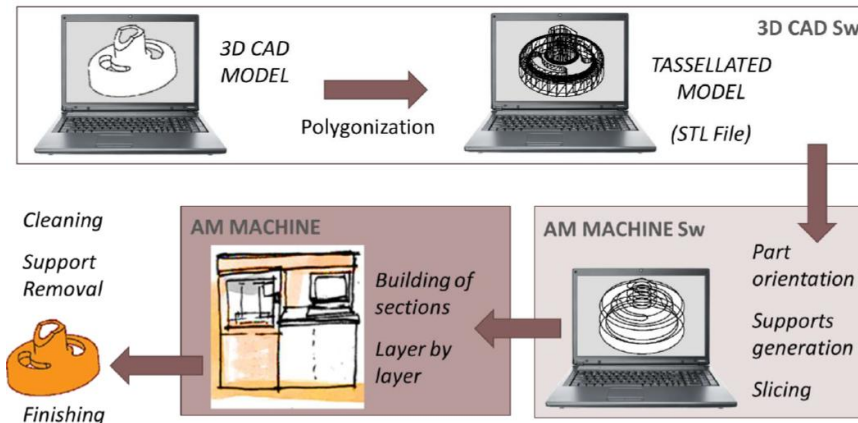 3D CAD Sw
3D CAD
MODEL
Polygonization
TASSELLATED
MODEL
(STL File)
AM MACHINE Sw
Part
orientation
Supports
generation
Slicing
AM MACHINE
Building of
sections
Layer by
layer
Cleaning
Support
Removal
Finishing